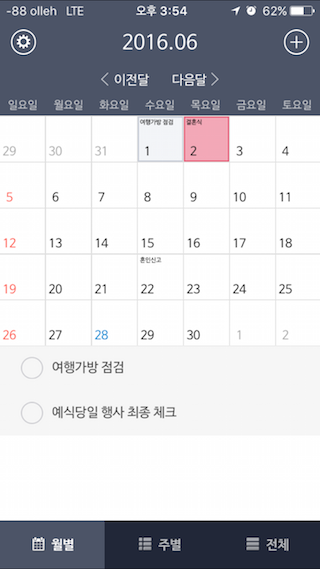 -88 olleh LTE 오후 3:54 62%
2016.06
이전달 다음달
일요일 월요일 화요일 수요일 목요일 금요일 토요일
여행가방 점검 결혼식
29 30 31 1 2 3 4
5 6 7 8 9 10 11
12 13 14 15 16 17 18
혼인신고
19 20 21 22 23 24 25
26 27 28 29 30 1 2
여행가방 점검
예식당일 행사 최종 체크
월별 주별 전체